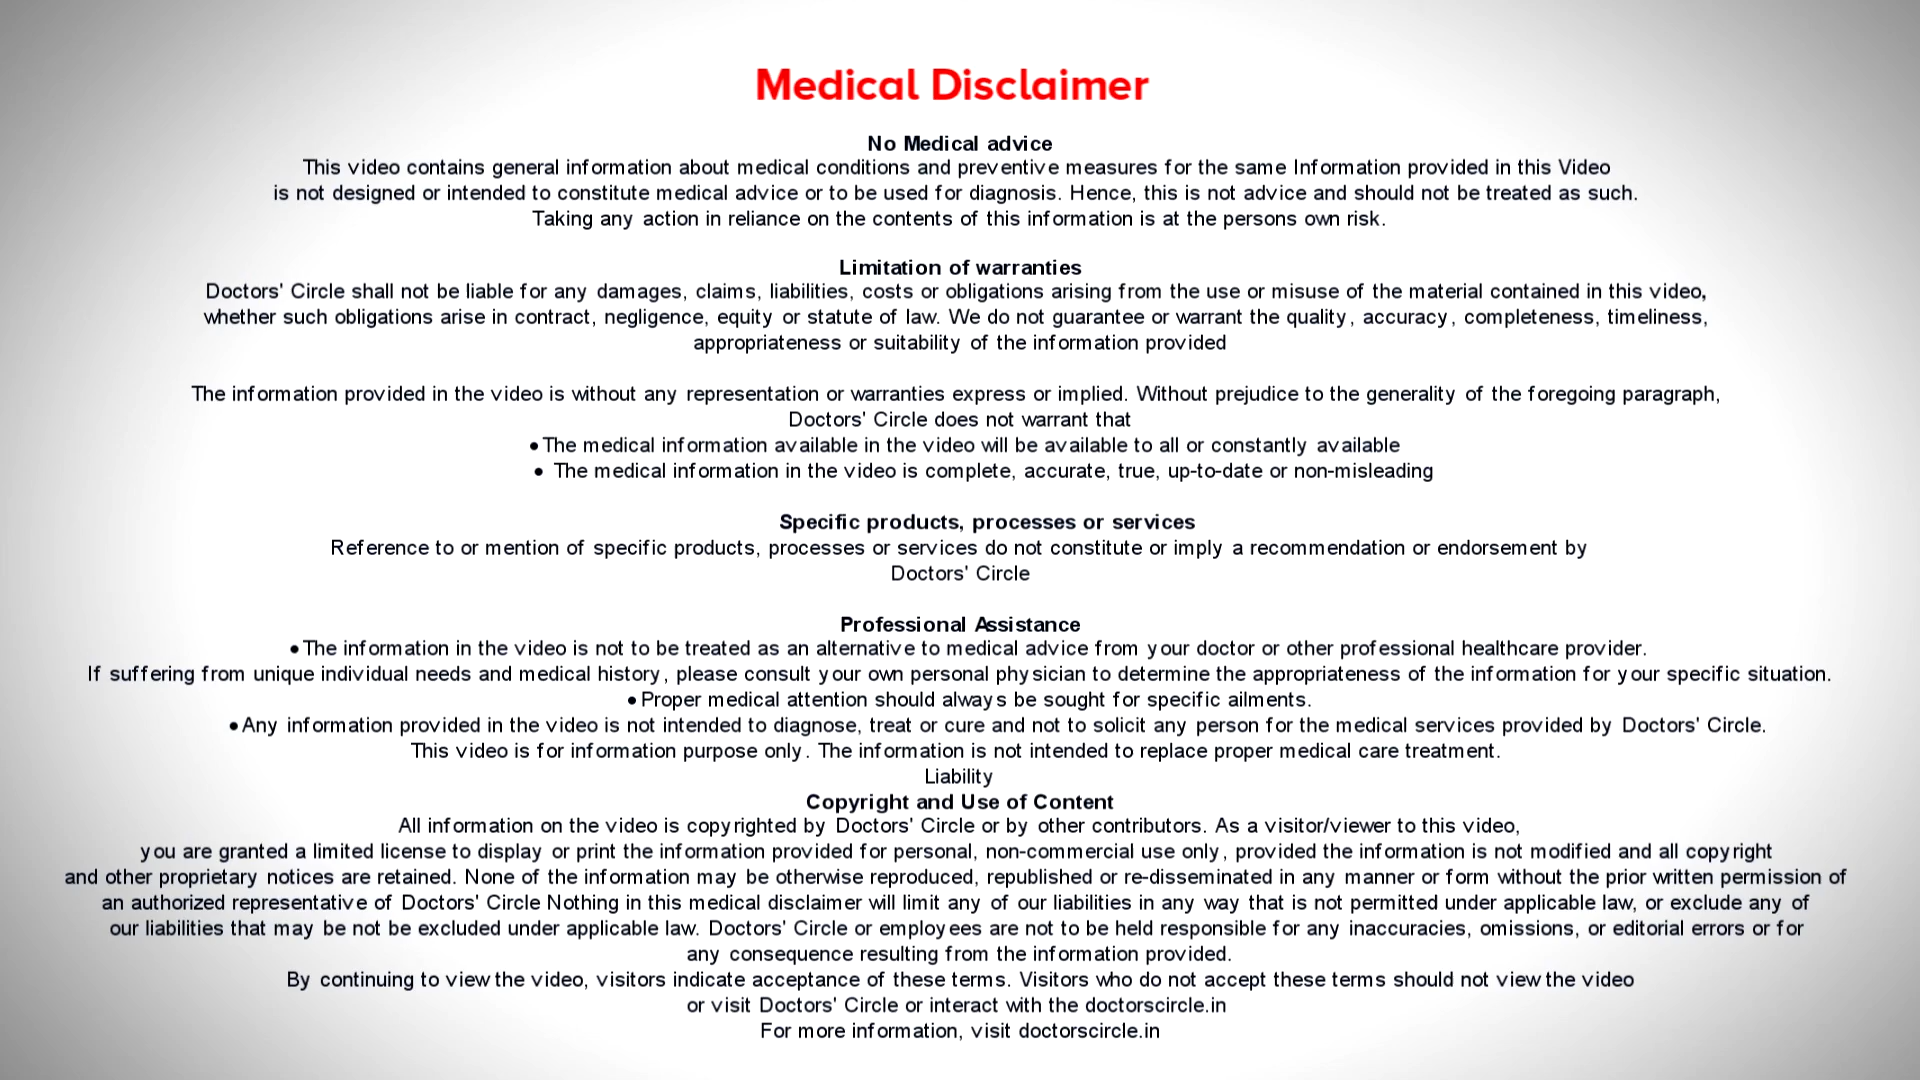 Medical Disclaimer
No Medical advice
This video contains general information about medical conditions and preventive measures for the same Information provided in this Video
is not designed or intended to constitute medical advice or to be used for diagnosis. Hence, this is not advice and should not be treated as such.
Taking any action in reliance on the contents of this information is at the persons own risk.
Limitation of warranties
Doctors' Circle shall not be liable for any damages, claims, liabilities, costs or obligations arising from the use or misuse of the material contained in this video,
whether such obligations arise in contract, negligence, equity or statute of law. We do not guarantee or warrant the quality, accuracy, completeness, timeliness,
appropriateness or suitability of the information provided
The information provided in the video is without any representation or warranties express or implied. Without prejudice to the generality of the foregoing paragraph,
Doctors' Circle does not warrant that
• The medical information available in the video will be available to all or constantly available
• The medical information in the video is complete, accurate, true, up-to-date or non-misleading
Specific products, processes or services
Reference to or mention of specific products, processes or services do not constitute or imply a recommendation or endorsement by
Doctors' Circle
Professional Assistance
• The information in the video is not to be treated as an alternative to medical advice from your doctor or other professional healthcare provider.
If suffering from unique individual needs and medical history, please consult your own personal physician to determine the appropriateness of the information for your specific situation.
• Proper medical attention should always be sought for specific ailments.
• Any information provided in the video is not intended to diagnose, treat or cure and not to solicit any person for the medical services provided by Doctors' Circle.
This video is for information purpose only. The information is not intended to replace proper medical care treatment.
Liability
Copyright and Use of Content
All information on the video is copyrighted by Doctors' Circle or by other contributors. As a visitor/viewer to this video,
you are granted a limited license to display or print the information provided for personal, non-commercial use only, provided the information is not modified and all copyright
and other proprietary notices are retained. None of the information may be otherwise reproduced, republished or re-disseminated in any manner or form without the prior written permission of
an authorized representative of Doctors' Circle Nothing in this medical disclaimer will limit any of our liabilities in any way that is not permitted under applicable law, or exclude any of
our liabilities that may be not be excluded under applicable law. Doctors' Circle or employees are not to be held responsible for any inaccuracies, omissions, or editorial errors or for
any consequence resulting from the information provided.
By continuing to view the video, visitors indicate acceptance of these terms. Visitors who do not accept these terms should not view the video
or visit Doctors' Circle or interact with the doctorscircle.in
For more information, visit doctorscircle.in